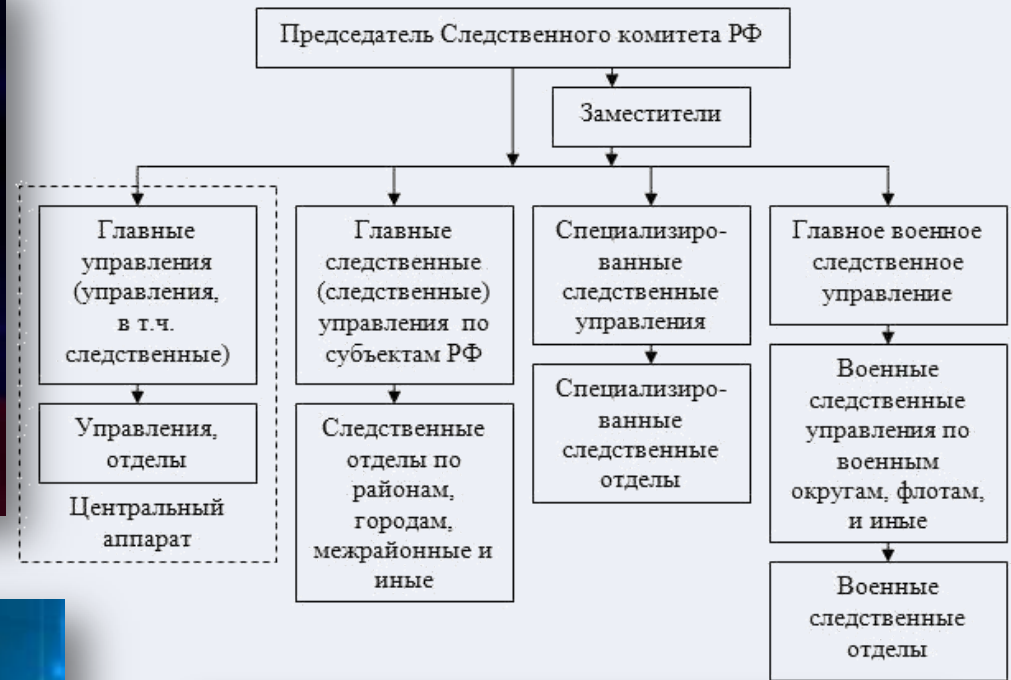 Председатель Следственного комитета РФ
Заместители
Главные
управления
(управления,
в т.ч.
следственные)
Управления,
отделы
Центральный
аппарат
Главные
следственные
(следственные)
управления по
субъектам РФ
Следственные
отделы по
районам,
городам,
межрайонные и
иные
Специализиро-
ванные
следственные
управления
Специализиро-
ванные
следственные
отделы
Главное военное
следственное
управление
Военные
следственные
управления по
военным
округам, флотам,
и иные
Военные
следственные
отделы